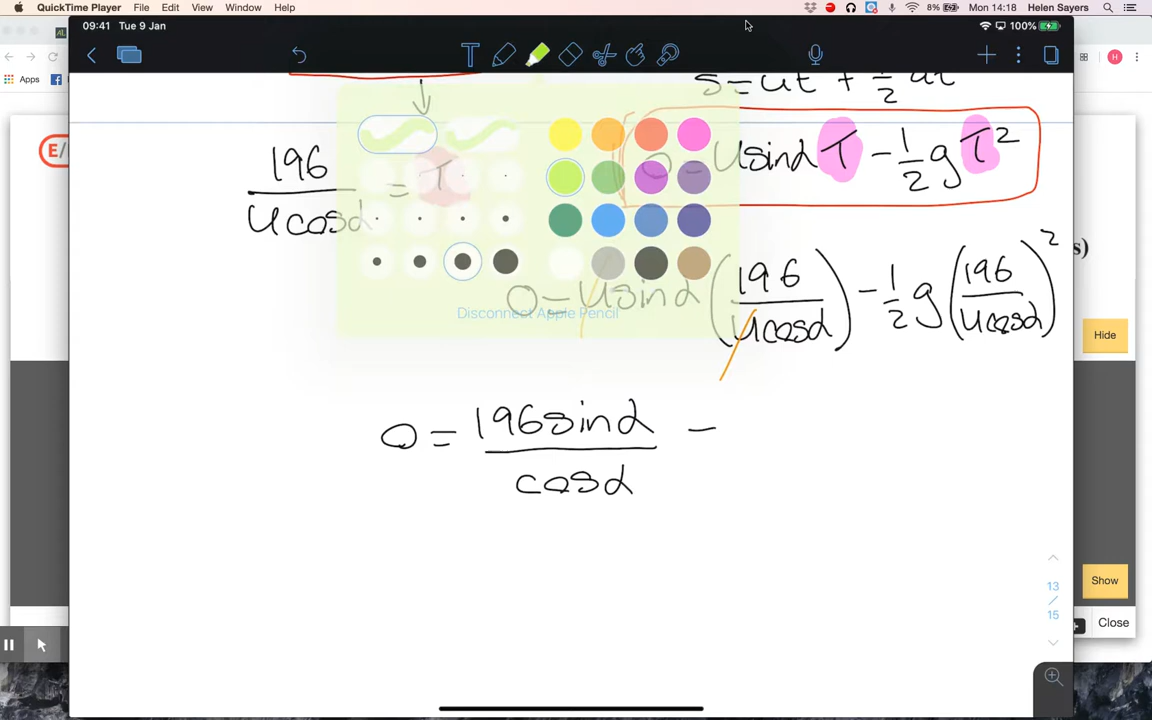 QuickTime Player File Edit View Window Help 8% Mon 14:18 Helen Sayers
09:41 Tue 9 Jan 100%
Apps
H
s = ut + 1/2 at
196/ucosα = T
0 = usinα T − 1/2 g T²
Disconnect Apple Pencil
0 = usinα (196/ucosα) − 1/2 g (196/ucosα)²
0 = 196sinα/cosα −
E/
s)
Hide
13
/
15
Show
Close